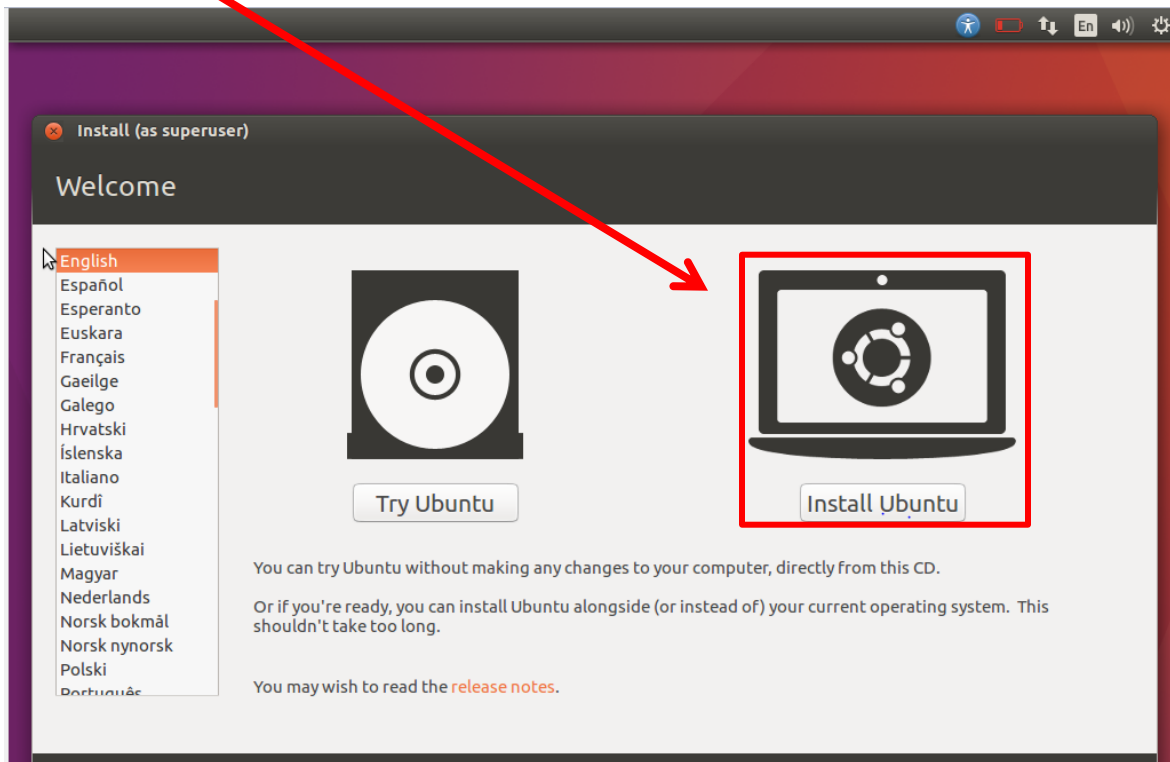 En
Install (as superuser)
Welcome
English
Español
Esperanto
Euskara
Français
Gaeilge
Galego
Hrvatski
Íslenska
Italiano
Kurdî
Latviski
Lietuviškai
Magyar
Nederlands
Norsk bokmål
Norsk nynorsk
Polski
Português
Try Ubuntu
Install Ubuntu
You can try Ubuntu without making any changes to your computer, directly from this CD.
Or if you're ready, you can install Ubuntu alongside (or instead of) your current operating system. This
shouldn't take too long.
You may wish to read the release notes.